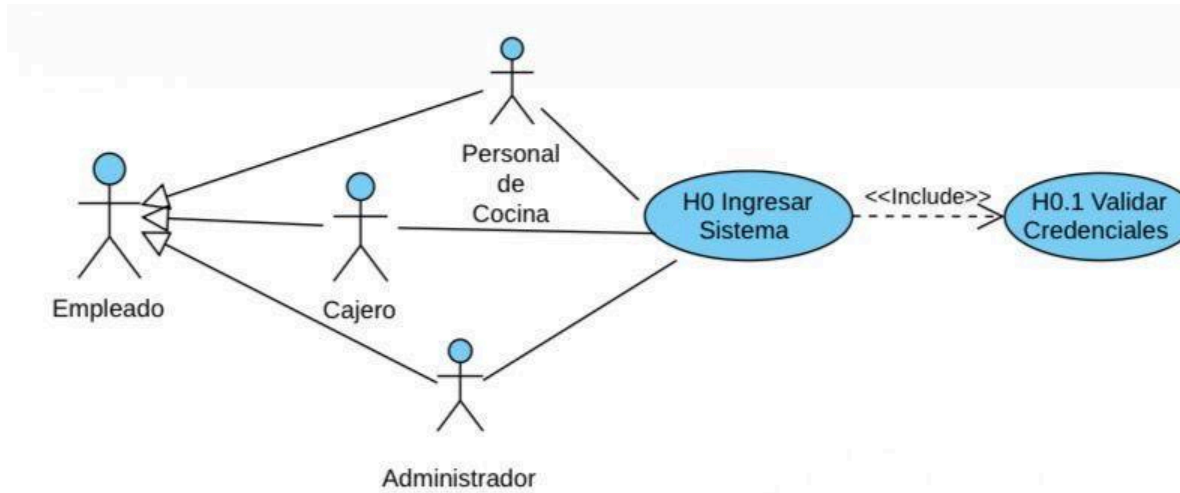 Personal
de
Cocina
H0 Ingresar
Sistema
<<Include>>
H0.1 Validar
Credenciales
Empleado
Cajero
Administrador